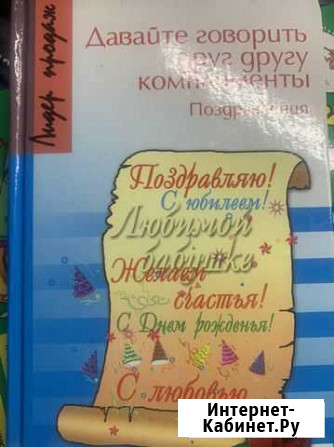 Лидер продаж
Давайте говорить
друг другу
комплименты
Поздравления
Поздравляю!
С юбилеем!
Любимой
бабушке
Желаем
счастья!
С Днем рожденья!
С любовью
Интернет-
Кабинет.Ру